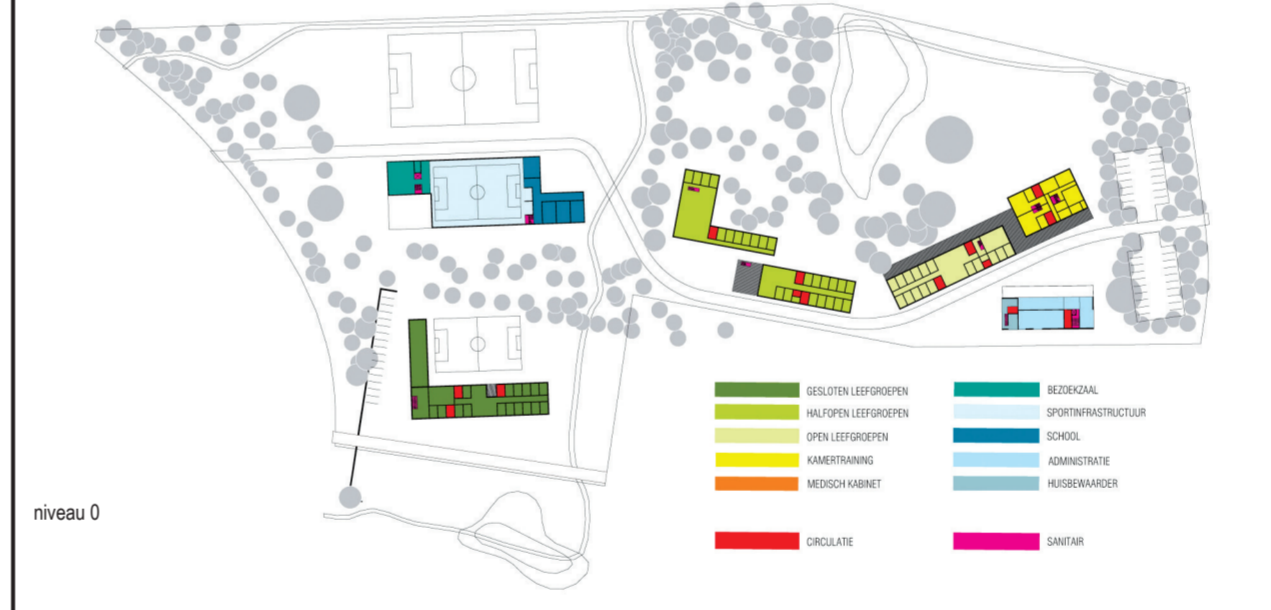 GESLOTEN LEEFGROEPEN
HALFOPEN LEEFGROEPEN
OPEN LEEFGROEPEN
KAMERTRAINING
MEDISCH KABINET
CIRCULATIE
BEZOEKZAAL
SPORTINFRASTRUCTUUR
SCHOOL
ADMINISTRATIE
HUISBEWAARDER
SANITAIR
niveau 0